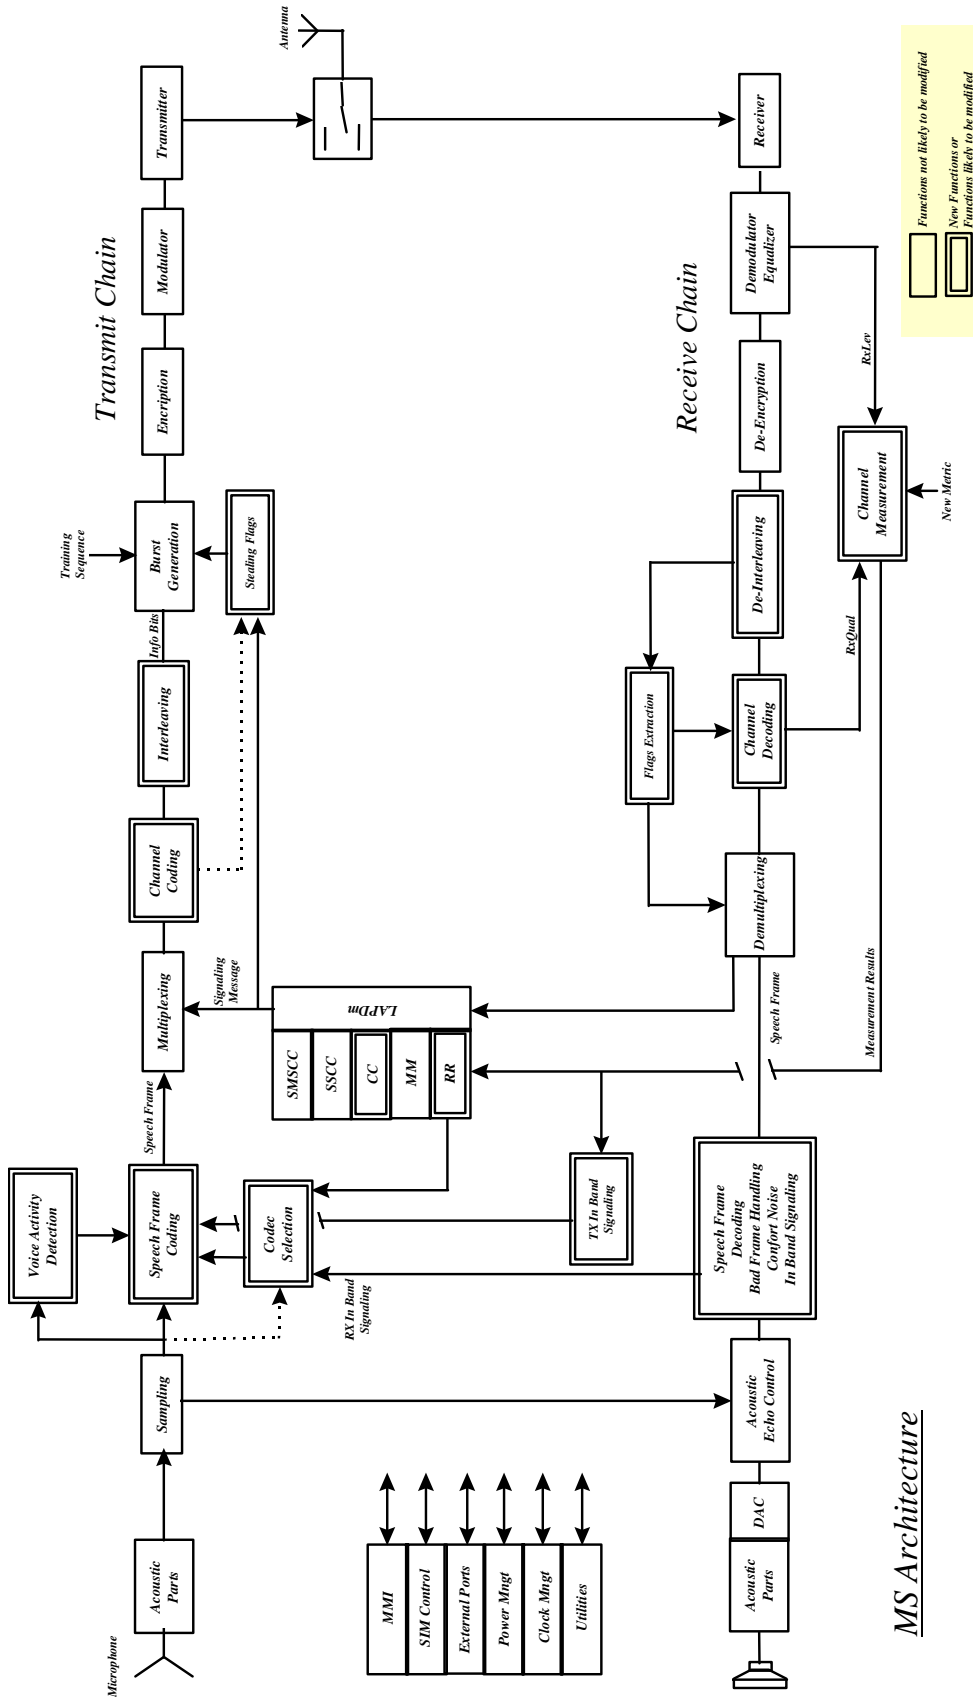 MS Architecture
Transmit Chain
Microphone
Acoustic
Parts
Sampling
Voice Activity
Detection
Speech Frame
Coding
Speech Frame
Multiplexing
Channel
Coding
Interleaving
Info Bits
Training
Sequence
Burst
Generation
Encription
Modulator
Transmitter
Antenna
Codec
Selection
RX In Band
Signaling
Signaling
Message
Stealing Flags
SMSCC
SSCC
CC
MM
RR
LAPDm
TX In Band
Signaling
MMI
SIM Control
External Ports
Power Mngt
Clock Mngt
Utilities
Receive Chain
Acoustic
Parts
DAC
Acoustic
Echo Control
Speech Frame
Decoding
Bad Frame Handling
Confort Noise
In Band Signaling
Speech Frame
Demultiplexing
Flags Extraction
Channel
Decoding
De-Interleaving
De-Encryption
Demodulator
Equalizer
Receiver
Measurement Results
RxQual
Channel
Measurement
New Metric
RxLev
Functions not likely to be modified
New Functions or
Functions likely to be modified